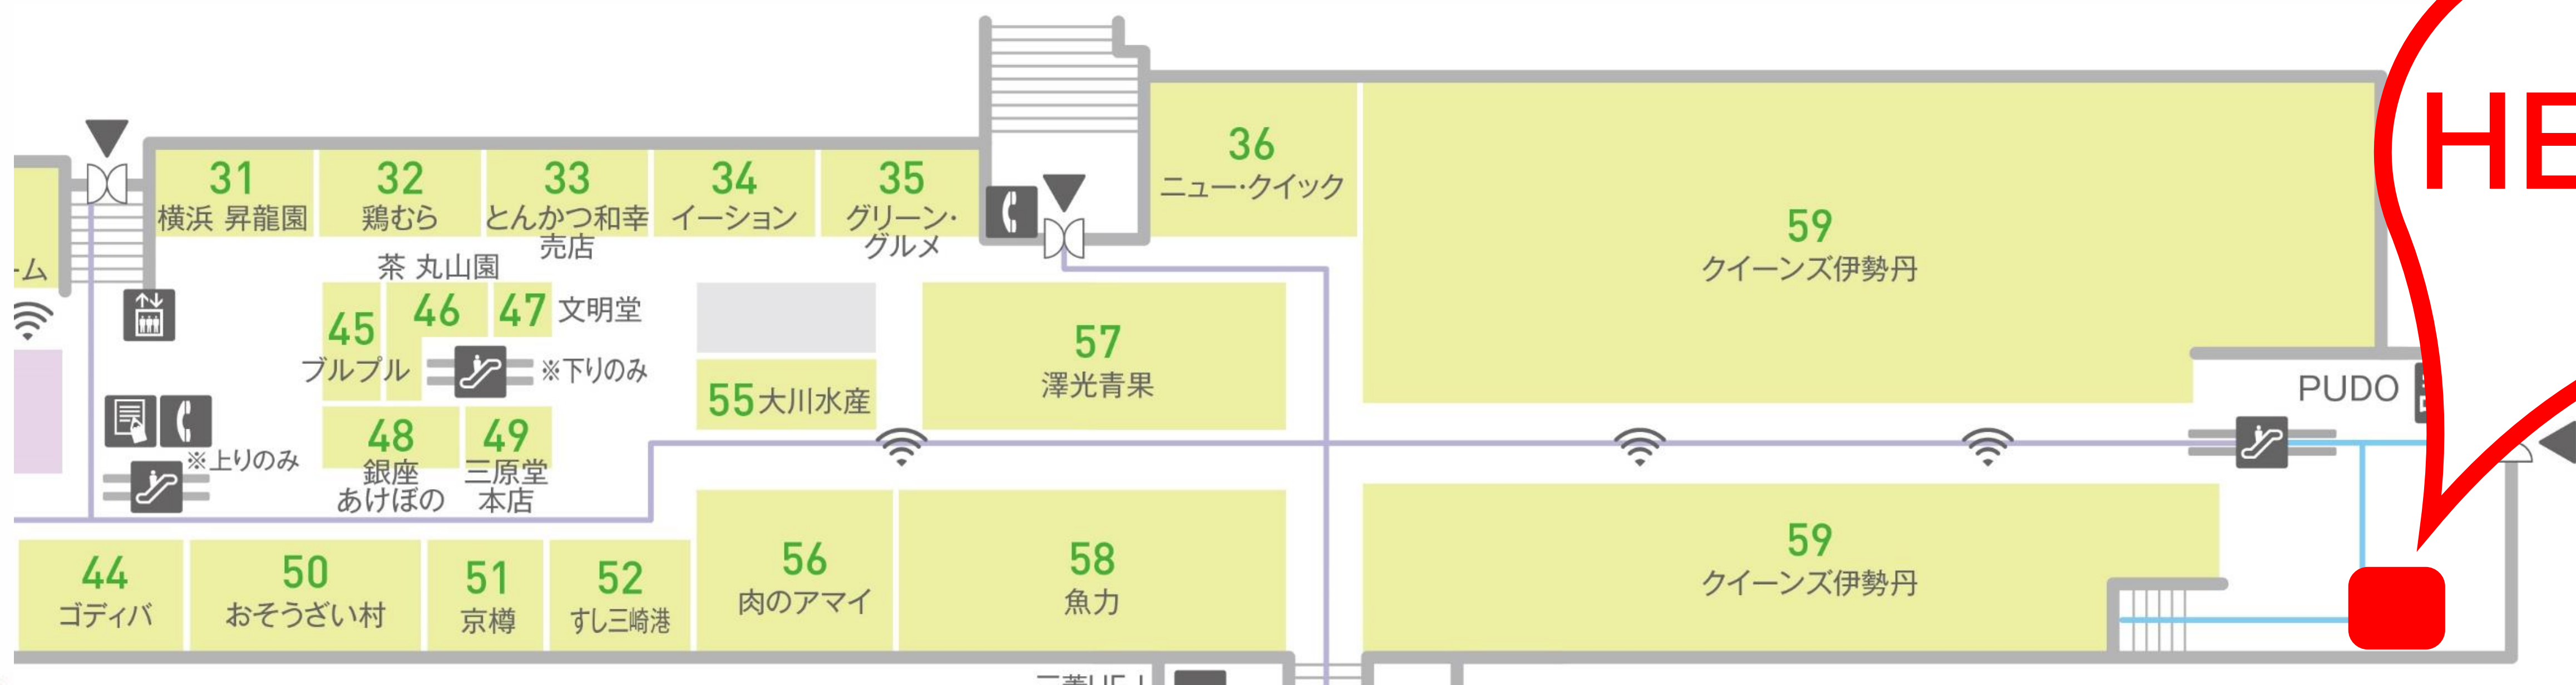 31
横浜 昇龍園
32
鶏むら
33
とんかつ和幸
売店
34
イーション
35
グリーン・
グルメ
36
ニュー・クイック
59
クイーンズ伊勢丹
HE
ーム
茶 丸山園
45
ブルプル
46
47 文明堂
※下りのみ
48
銀座
あけぼの
49
三原堂
本店
※上りのみ
55 大川水産
57
澤光青果
PUDO
44
ゴディバ
50
おそうざい村
51
京樽
52
すし三崎港
56
肉のアマイ
58
魚力
59
クイーンズ伊勢丹